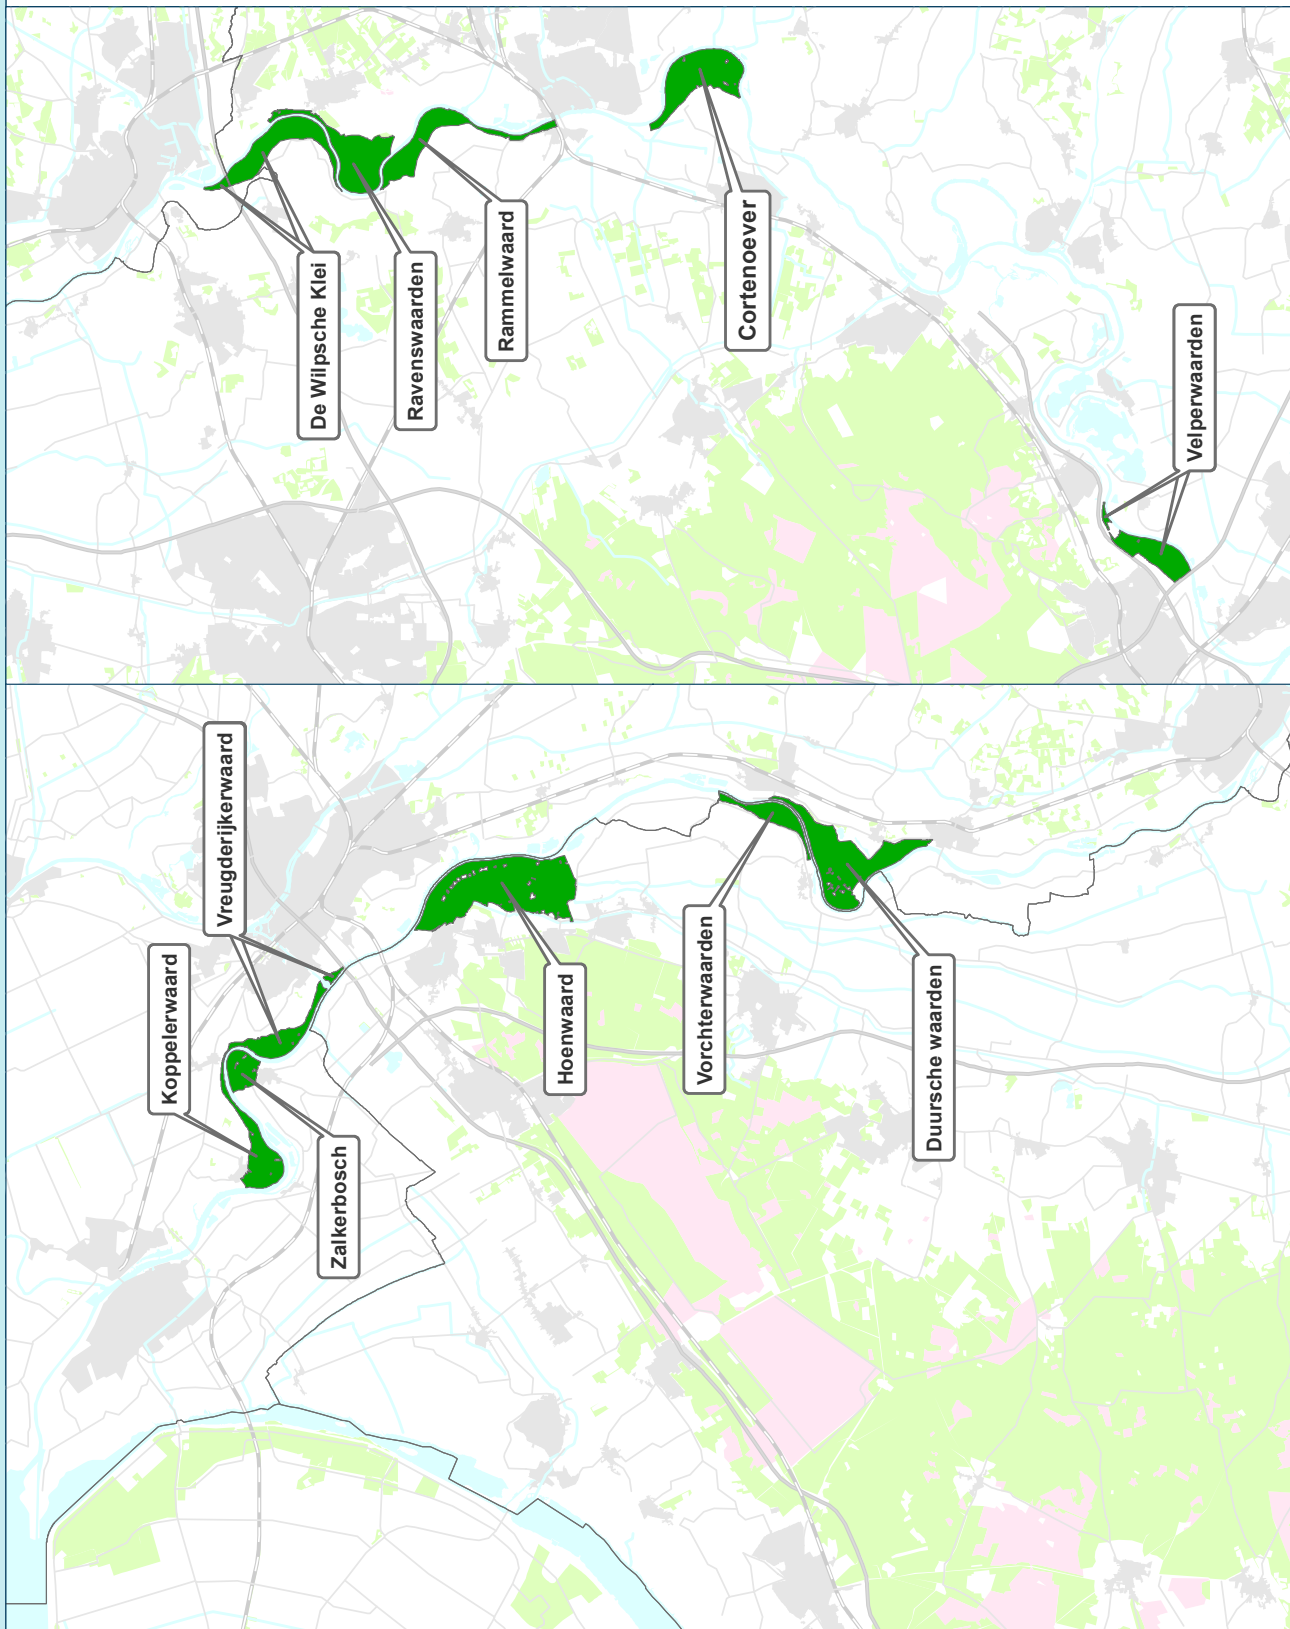 De Wilpsche Klei
Ravenswaarden
Rammelwaard
Cortenoever
Velperwaarden
Vreugderijkerwaard
Koppelerwaard
Zalkerbosch
Hoenwaard
Vorchterwaarden
Duursche waarden